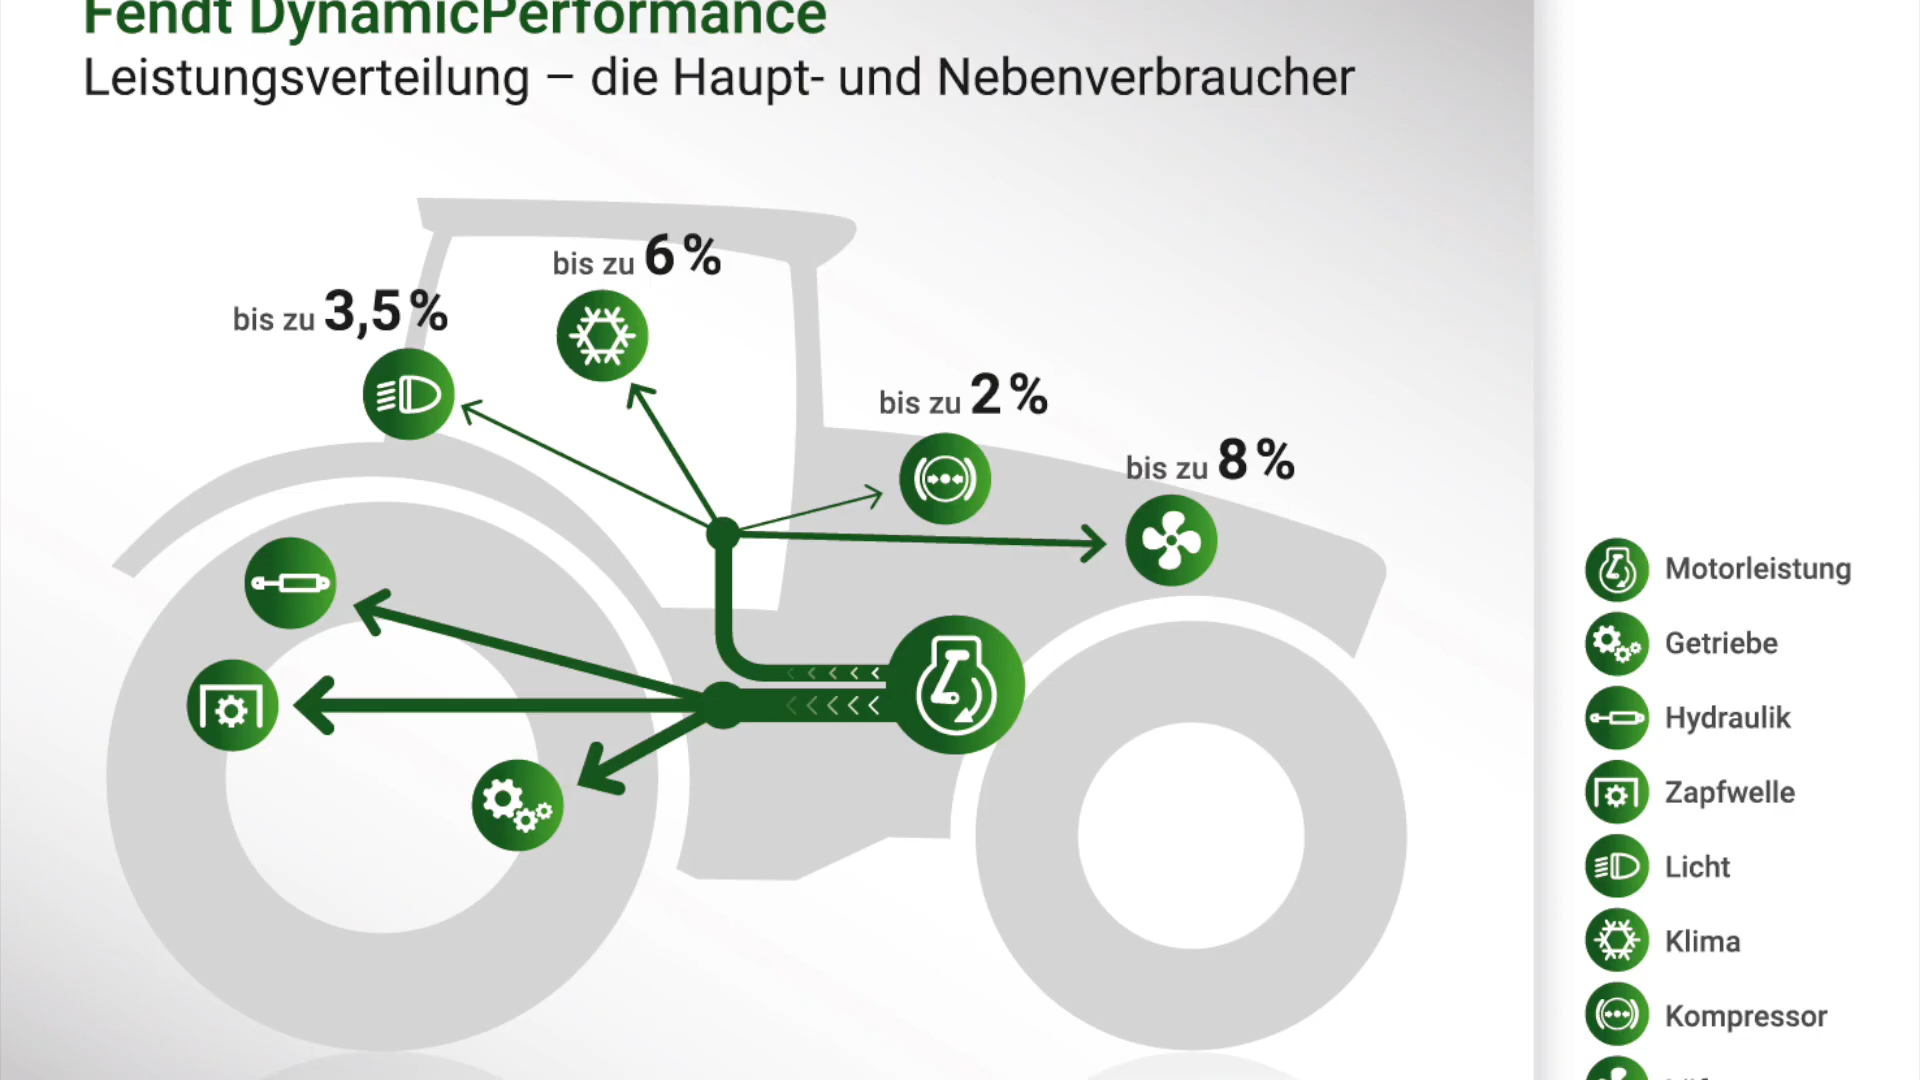 Fendt DynamicPerformance
Leistungsverteilung – die Haupt- und Nebenverbraucher
bis zu 6 %
bis zu 3,5 %
bis zu 2 %
bis zu 8 %
Motorleistung
Getriebe
Hydraulik
Zapfwelle
Licht
Klima
Kompressor